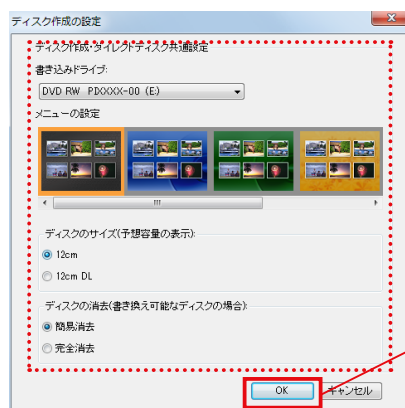 ディスク作成の設定
ディスク作成・ダイレクトディスク共通設定
書き込みドライブ:
DVD RW PDXXXX-00 (E:)
メニューの設定
ディスクのサイズ(予想容量の表示):
12cm
12cm DL
ディスクの消去(書き換え可能なディスクの場合):
簡易消去
完全消去
OK
キャンセル